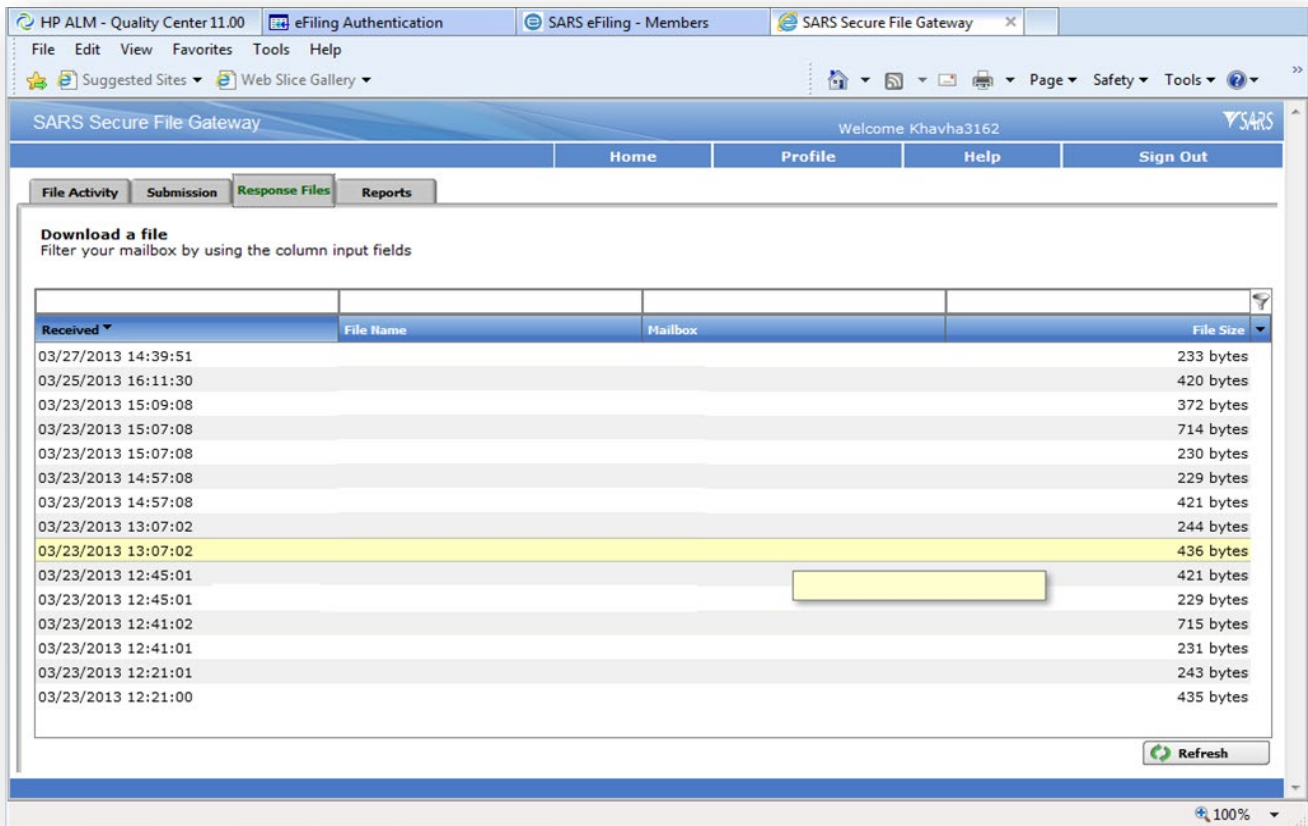 HP ALM - Quality Center 11.00 eFiling Authentication SARS eFiling - Members SARS Secure File Gateway
File Edit View Favorites Tools Help
Suggested Sites Web Slice Gallery Page Safety Tools
SARS Secure File Gateway Welcome Khavha3162 SARS
Home Profile Help Sign Out
File Activity Submission Response Files Reports
Download a file
Filter your mailbox by using the column input fields
Received File Name Mailbox File Size
03/27/2013 14:39:51 233 bytes
03/25/2013 16:11:30 420 bytes
03/23/2013 15:09:08 372 bytes
03/23/2013 15:07:08 714 bytes
03/23/2013 15:07:08 230 bytes
03/23/2013 14:57:08 229 bytes
03/23/2013 14:57:08 421 bytes
03/23/2013 13:07:02 244 bytes
03/23/2013 13:07:02 436 bytes
03/23/2013 12:45:01 421 bytes
03/23/2013 12:45:01 229 bytes
03/23/2013 12:41:02 715 bytes
03/23/2013 12:41:01 231 bytes
03/23/2013 12:21:01 243 bytes
03/23/2013 12:21:00 435 bytes
Refresh
100%